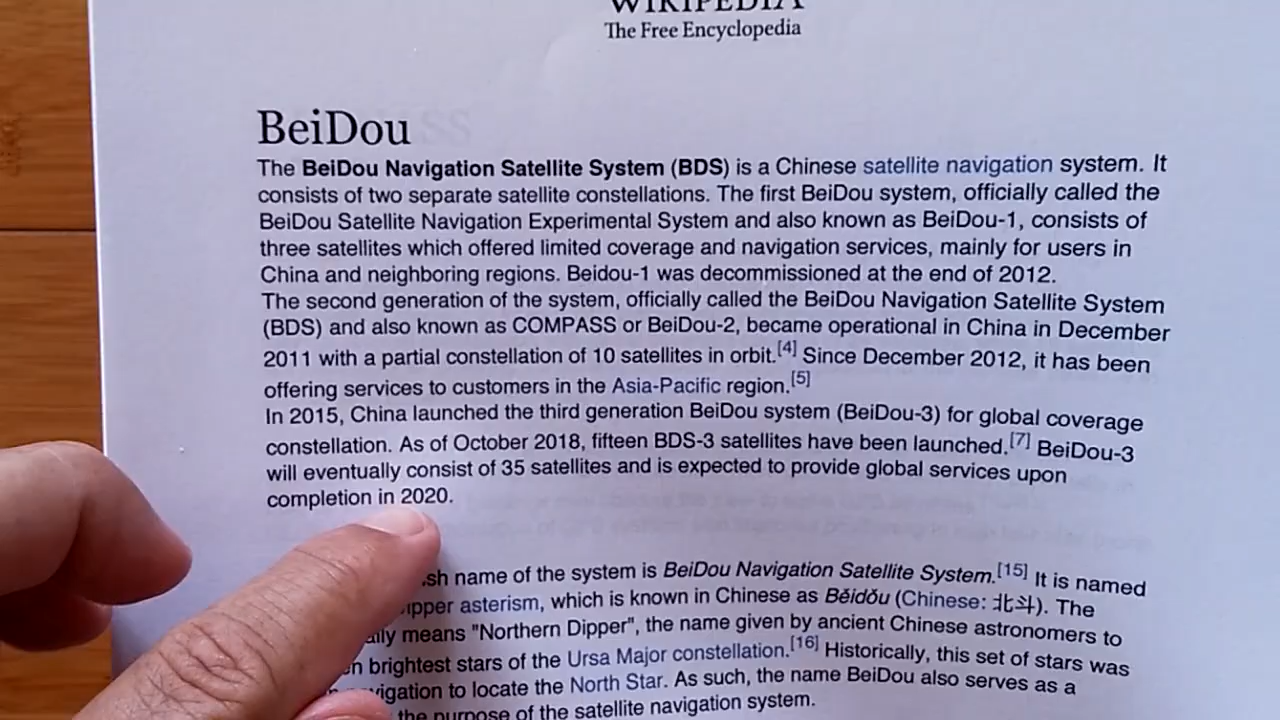 WIKIPEDIA
The Free Encyclopedia
BeiDou
The BeiDou Navigation Satellite System (BDS) is a Chinese satellite navigation system. It
consists of two separate satellite constellations. The first BeiDou system, officially called the
BeiDou Satellite Navigation Experimental System and also known as BeiDou-1, consists of
three satellites which offered limited coverage and navigation services, mainly for users in
China and neighboring regions. Beidou-1 was decommissioned at the end of 2012.
The second generation of the system, officially called the BeiDou Navigation Satellite System
(BDS) and also known as COMPASS or BeiDou-2, became operational in China in December
2011 with a partial constellation of 10 satellites in orbit.[4] Since December 2012, it has been
offering services to customers in the Asia-Pacific region.[5]
In 2015, China launched the third generation BeiDou system (BeiDou-3) for global coverage
constellation. As of October 2018, fifteen BDS-3 satellites have been launched.[7] BeiDou-3
will eventually consist of 35 satellites and is expected to provide global services upon
completion in 2020.
name of the system is BeiDou Navigation Satellite System.[15] It is named
asterism, which is known in Chinese as Běidǒu (Chinese: 北斗). The
means "Northern Dipper", the name given by ancient Chinese astronomers to
brightest stars of the Ursa Major constellation.[16] Historically, this set of stars was
to locate the North Star. As such, the name BeiDou also serves as a
the purpose of the satellite navigation system.